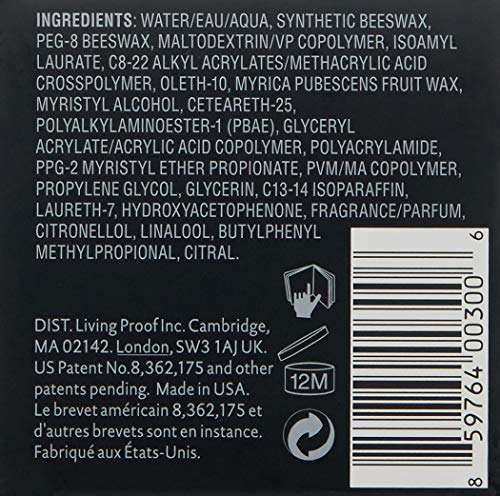 INGREDIENTS: WATER/EAU/AQUA, SYNTHETIC BEESWAX,
PEG-8 BEESWAX, MALTODEXTRIN/VP COPOLYMER, ISOAMYL
LAURATE, C8-22 ALKYL ACRYLATES/METHACRYLIC ACID
CROSSPOLYMER, OLETH-10, MYRICA PUBESCENS FRUIT WAX,
MYRISTYL ALCOHOL, CETEARETH-25,
POLYALKYLAMINOESTER-1 (PBAE), GLYCERYL
ACRYLATE/ACRYLIC ACID COPOLYMER, POLYACRYLAMIDE,
PPG-2 MYRISTYL ETHER PROPIONATE, PVM/MA COPOLYMER,
PROPYLENE GLYCOL, GLYCERIN, C13-14 ISOPARAFFIN,
LAURETH-7, HYDROXYACETOPHENONE, FRAGRANCE/PARFUM,
CITRONELLOL, LINALOOL, BUTYLPHENYL
METHYLPROPIONAL, CITRAL.
DIST. Living Proof Inc. Cambridge,
MA 02142. London, SW3 1AJ UK.
US Patent No.8,362,175 and other
patents pending. Made in USA.
Le brevet américain 8,362,175 et
d'autres brevets sont en instance.
Fabriqué aux États-Unis.
12M
8 59764 00300 6